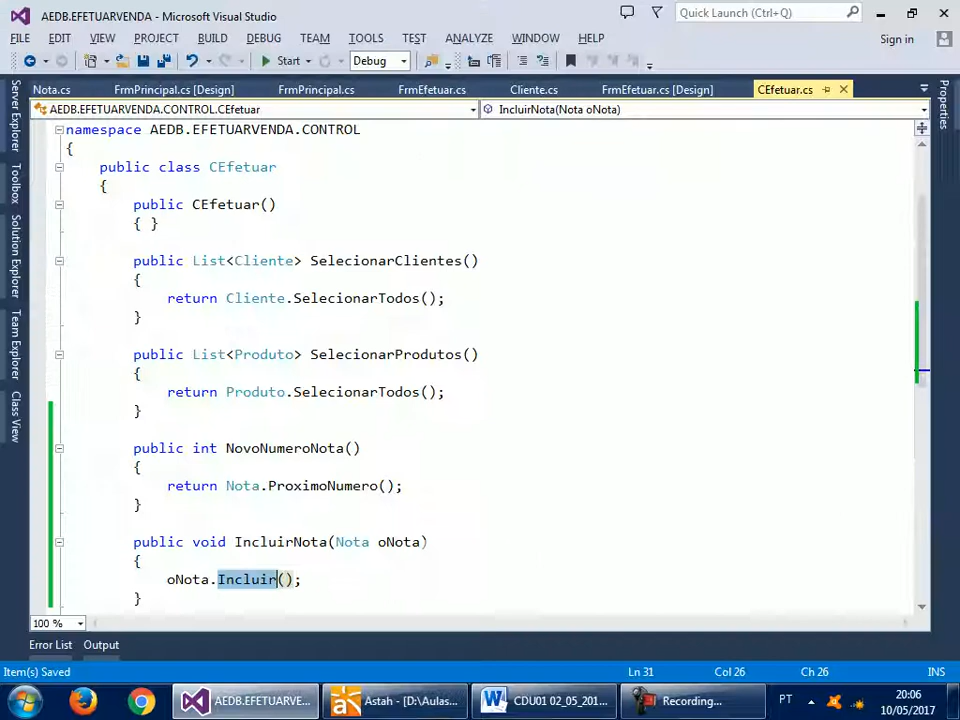 AEDB.EFETUARVENDA - Microsoft Visual Studio
Quick Launch (Ctrl+Q)
FILE EDIT VIEW PROJECT BUILD DEBUG TEAM TOOLS TEST ANALYZE WINDOW HELP
Sign in
Start
Debug
Nota.cs FrmPrincipal.cs [Design] FrmPrincipal.cs FrmEfetuar.cs Cliente.cs FrmEfetuar.cs [Design] CEfetuar.cs
AEDB.EFETUARVENDA.CONTROL.CEfetuar
IncluirNota(Nota oNota)
Server Explorer
Toolbox
Solution Explorer
Team Explorer
Class View
Properties
namespace AEDB.EFETUARVENDA.CONTROL
{
public class CEfetuar
{
public CEfetuar()
{ }
public List<Cliente> SelecionarClientes()
{
return Cliente.SelecionarTodos();
}
public List<Produto> SelecionarProdutos()
{
return Produto.SelecionarTodos();
}
public int NovoNumeroNota()
{
return Nota.ProximoNumero();
}
public void IncluirNota(Nota oNota)
{
oNota.Incluir();
}
100 %
Error List Output
Item(s) Saved
Ln 31 Col 26 Ch 26 INS
AEDB.EFETUARVE...
Astah - [D:\Aulas...
CDU01 02_05_201...
Recording...
PT
20:06
10/05/2017